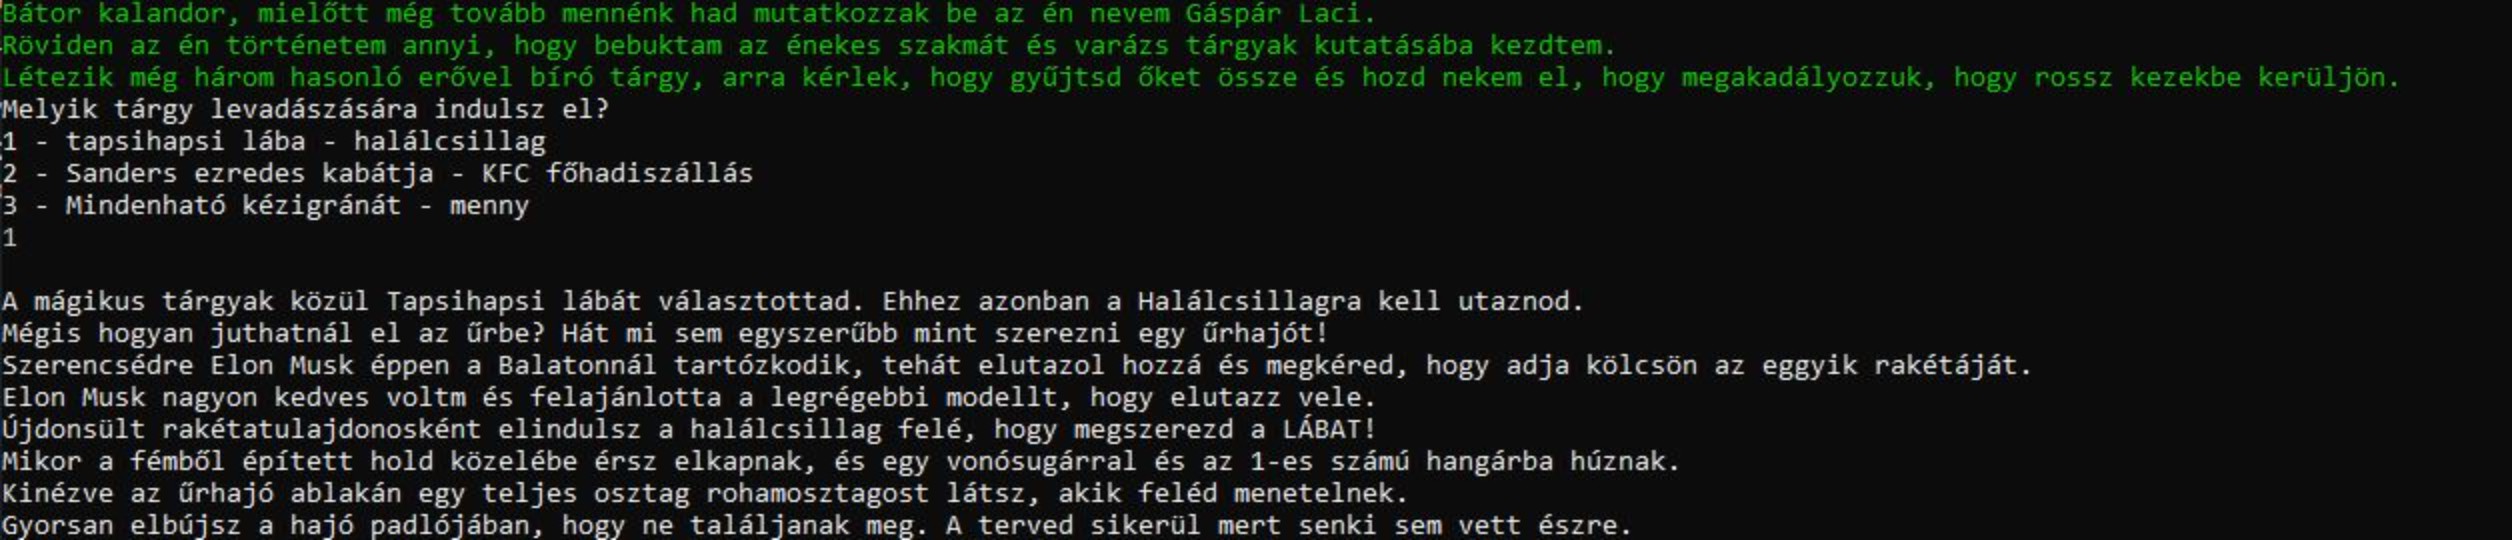 Bátor kalandor, mielőtt még tovább mennénk had mutatkozzak be az én nevem Gáspár Laci.
Röviden az én történetem annyi, hogy bebuktam az énekes szakmát és varázs tárgyak kutatásába kezdtem.
Létezik még három hasonló erővel bíró tárgy, arra kérlek, hogy gyűjtsd őket össze és hozd nekem el, hogy megakadályozzuk, hogy rossz kezekbe kerüljön.
Melyik tárgy levadászására indulsz el?
1 - tapsihapsi lába - halálcsillag
2 - Sanders ezredes kabátja - KFC főhadiszállás
3 - Mindenható kézigránát - menny
1
A mágikus tárgyak közül Tapsihapsi lábát választottad. Ehhez azonban a Halálcsillagra kell utaznod.
Mégis hogyan juthatnál el az űrbe? Hát mi sem egyszerűbb mint szerezni egy űrhajót!
Szerencsédre Elon Musk éppen a Balatonnál tartózkodik, tehát elutazol hozzá és megkéred, hogy adja kölcsön az eggyik rakétáját.
Elon Musk nagyon kedves voltm és felajánlotta a legrégebbi modellt, hogy elutazz vele.
Újdonsült rakétatulajdonosként elindulsz a halálcsillag felé, hogy megszerezd a LÁBAT!
Mikor a fémből épített hold közelébe érsz elkapnak, és egy vonósugárral és az 1-es számú hangárba húznak.
Kinézve az űrhajó ablakán egy teljes osztag rohamosztagost látsz, akik feléd menetelnek.
Gyorsan elbújsz a hajó padlójában, hogy ne találjanak meg. A terved sikerül mert senki sem vett észre.